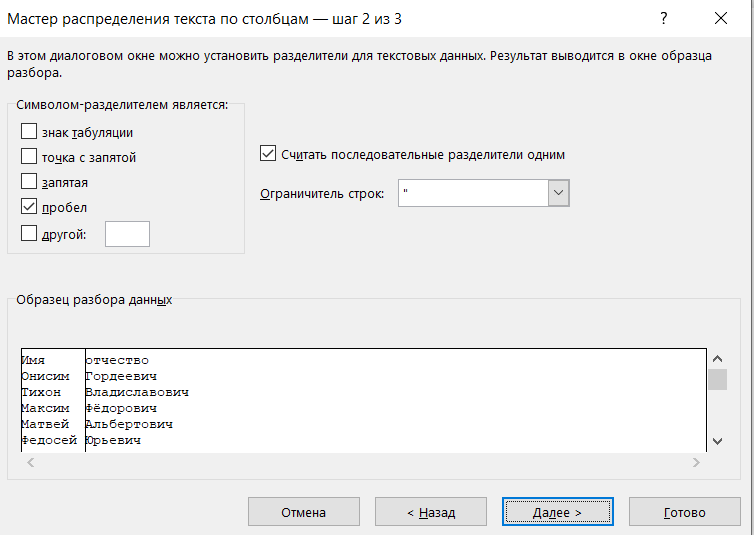 Мастер распределения текста по столбцам — шаг 2 из 3
В этом диалоговом окне можно установить разделители для текстовых данных. Результат выводится в окне образца
разбора.
Символом-разделителем является:
знак табуляции
точка с запятой
запятая
пробел
другой:
Считать последовательные разделители одним
Ограничитель строк: "
Образец разбора данных
Имя отчество
Онисим Гордеевич
Тихон Владиславович
Максим Фёдорович
Матвей Альбертович
Федосей Юрьевич
Отмена < Назад Далее > Готово